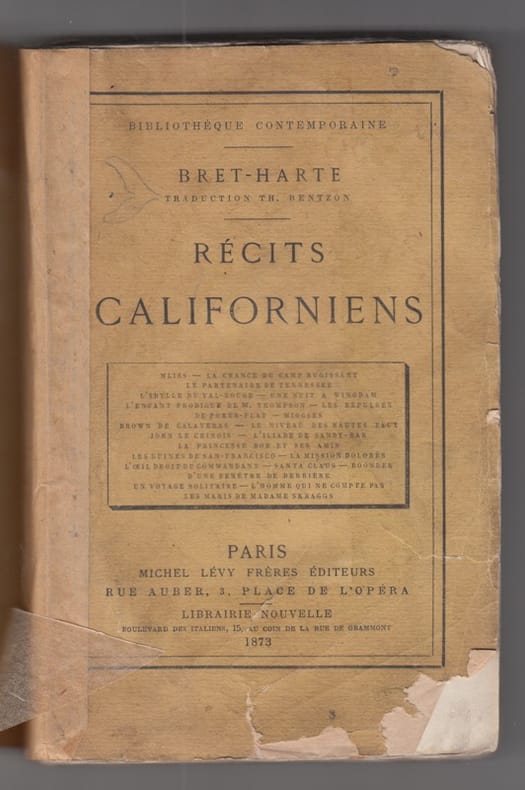 BIBLIOTHÈQUE CONTEMPORAINE
BRET-HARTE
TRADUCTION TH. BENTZON
RÉCITS
CALIFORNIENS
MLISS — LA CHANCE DU CAMP RUGISSANT
LE PARTENAIRE DE TENNESSEE
L'IDYLLE DU VAL-ROUGE — UNE NUIT A WINGDAM
L'ENFANT PRODIGUE DE M. THOMPSON — LES EXPULSÉS
DE POKER-FLAT — MIGGLES
BROWN DE CALAVERAS — LE NIVEAU DES HAUTES EAUX
JOHN LE CHINOIS — L'ILIADE DE SANDY-BAR
LA PRINCESSE BOB ET SES AMIS
LES RUINES DE SAN-FRANCISCO — LA MISSION DOLORES
L'ŒIL DROIT DU COMMANDANT — SANTA CLAUS — BOONDER
D'UNE FENÊTRE DE DERRIÈRE
UN VOYAGE SOLITAIRE — L'HOMME QUI NE COMPTE PAS
LES MARIS DE MADAME SKAGGS
PARIS
MICHEL LÉVY FRÈRES ÉDITEURS
RUE AUBER, 3, PLACE DE L'OPÉRA
LIBRAIRIE NOUVELLE
BOULEVARD DES ITALIENS, 15, AU COIN DE LA RUE DE GRAMMONT
1873